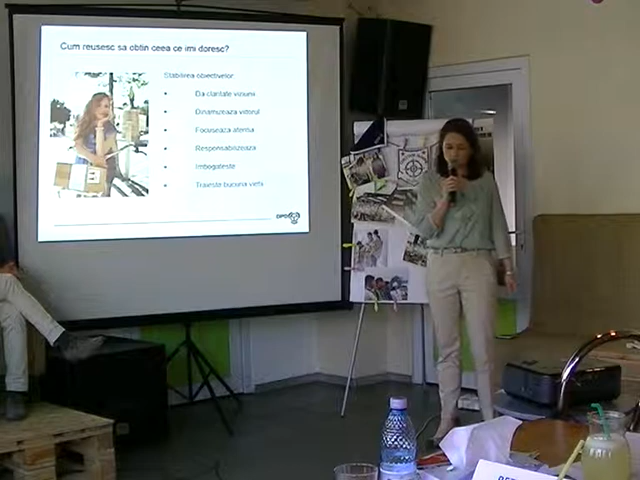 Cum reusesc sa obtin ceea ce imi doresc?
Stabilirea obiectivelor
• Da claritate viziunii
• Dinamizeaza viitorul
• Focuseaza atentia
• Responsabilizeaza
• Imbogateste
• Traieste bucuria vietii